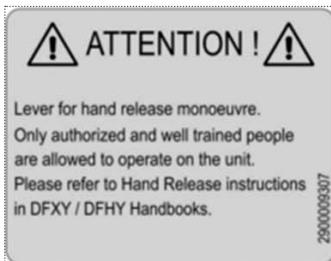 ATTENTION !
Lever for hand release monoeuvre.
Only authorized and well trained people
are allowed to operate on the unit.
Please refer to Hand Release instructions
in DFXY / DFHY Handbooks.
2900009307